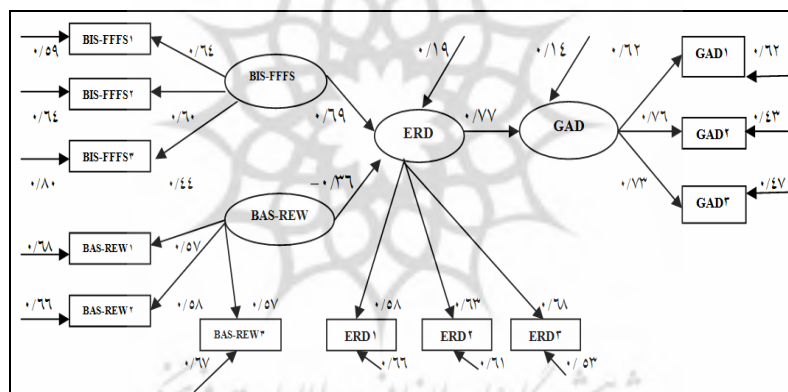 ۰/۵۹
BIS-FFFS۱
۰/۶۴
۰/۱۹
۰/۱۴
۰/۶۲
GAD۱
۰/۶۲
BIS-FFFS۲
BIS-FFFS
۰/۶۴
۰/۶۰
۰/۶۹
ERD
۰/۷۷
GAD
۰/۷۶
GAD۲
۰/۴۳
BIS-FFFS۳
۰/۸۰
۰/۴۴
-۰/۳۶
۰/۷۳
GAD۳
۰/۴۷
BAS-REW
۰/۶۸
BAS-REW۱
۰/۵۷
۰/۶۶
BAS-REW۲
۰/۵۸
۰/۵۷
۰/۵۸
۰/۶۳
۰/۶۸
BAS-REW۳
ERD۱
ERD۲
ERD۳
۰/۶۷
۰/۶۶
۰/۶۱
۰/۵۳